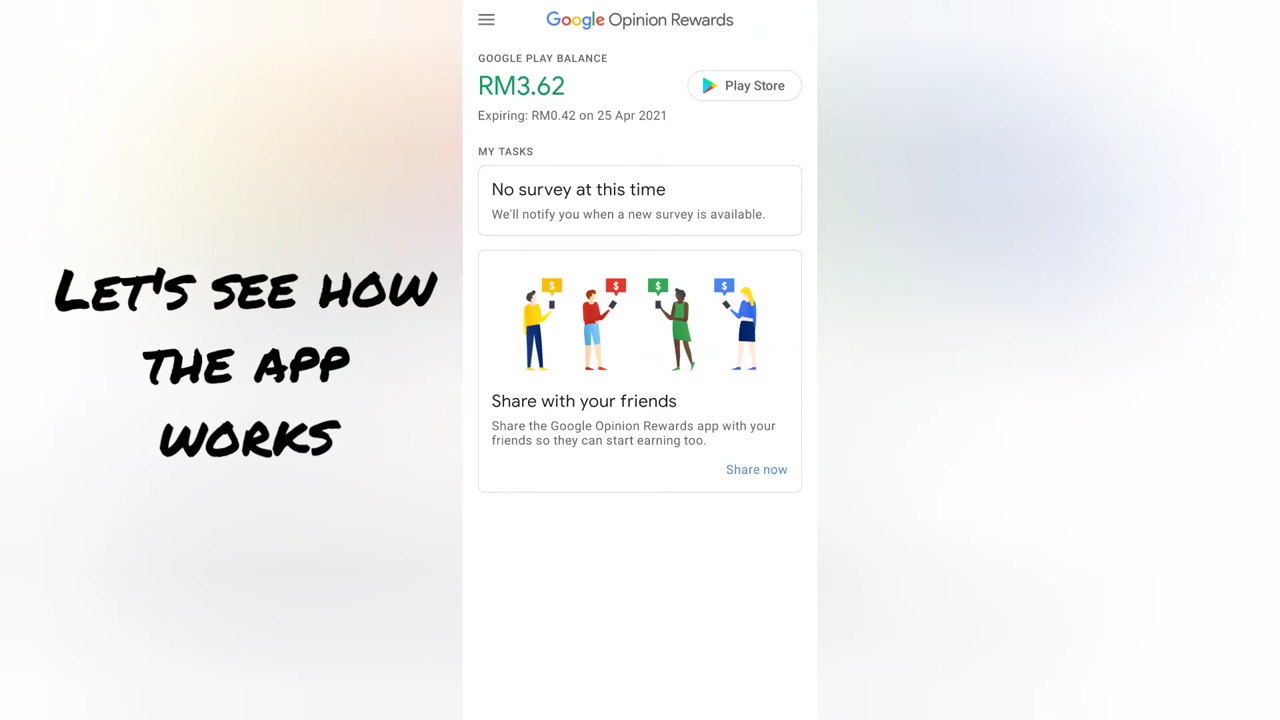 LET'S SEE HOW
THE APP
WORKS
Google Opinion Rewards
GOOGLE PLAY BALANCE
RM3.62
Play Store
Expiring: RM0.42 on 25 Apr 2021
MY TASKS
No survey at this time
We'll notify you when a new survey is available.
$ $ $ $
Share with your friends
Share the Google Opinion Rewards app with your
friends so they can start earning too.
Share now